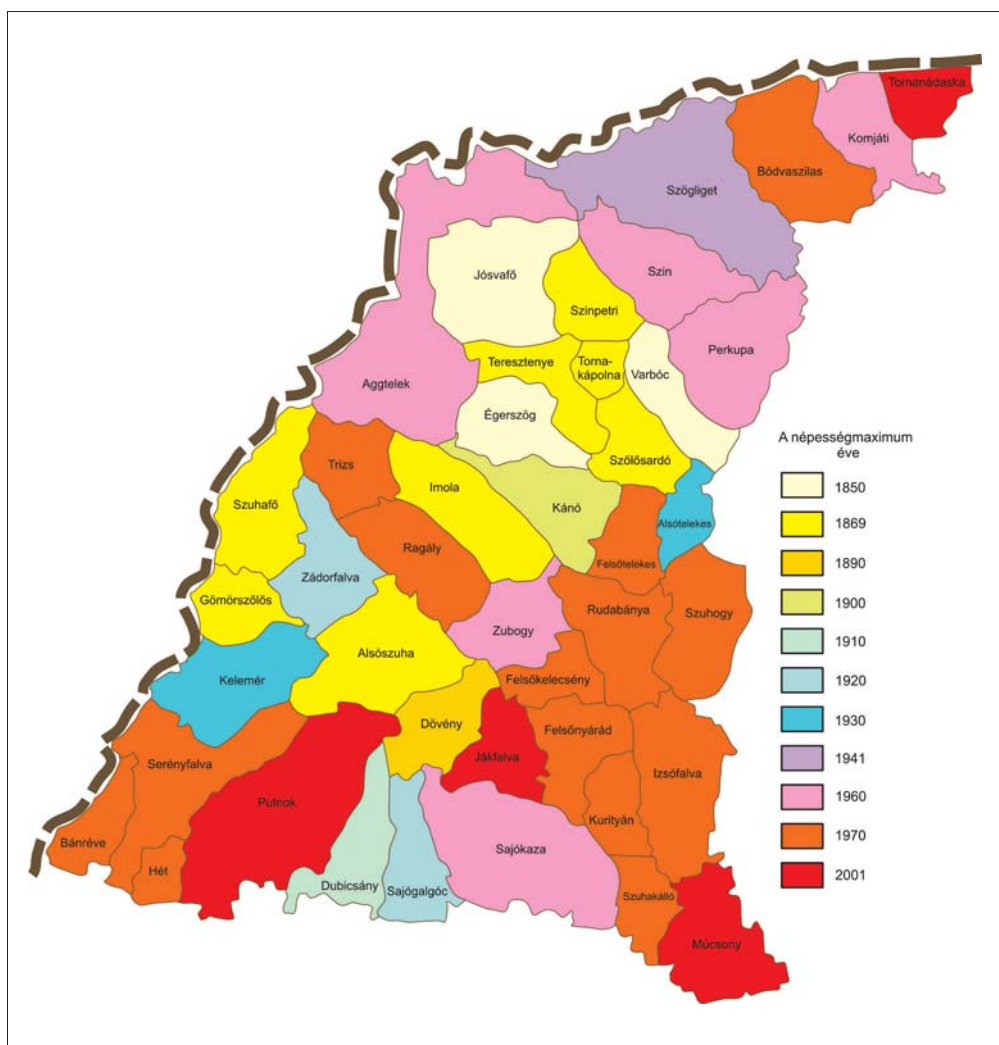 Tornanádaska
Komjáti
Bódvaszilas
Szögliget
Jósvafő
Szin
Szinpetri
Perkupa
Teresztenye
Torna-
kápolna
Varbóc
Aggtelek
Égerszög
Szőlősardó
Trizs
Imola
Szuhafő
Kánó
Alsótelekes
Ragály
Felsőtelekes
Zádorfalva
Gömörszőlős
Rudabánya
Szuhogy
Zubogy
Alsószuha
Kelemér
Felsőkelecsény
Dövény
Felsőnyárád
Serényfalva
Jákfalva
Izsófalva
Putnok
Kurityán
Bánréve
Sajókaza
Hét
Dubicsány
Sajógalgóc
Szuhakálló
Múcsony
A népességmaximum
éve
1850
1869
1890
1900
1910
1920
1930
1941
1960
1970
2001